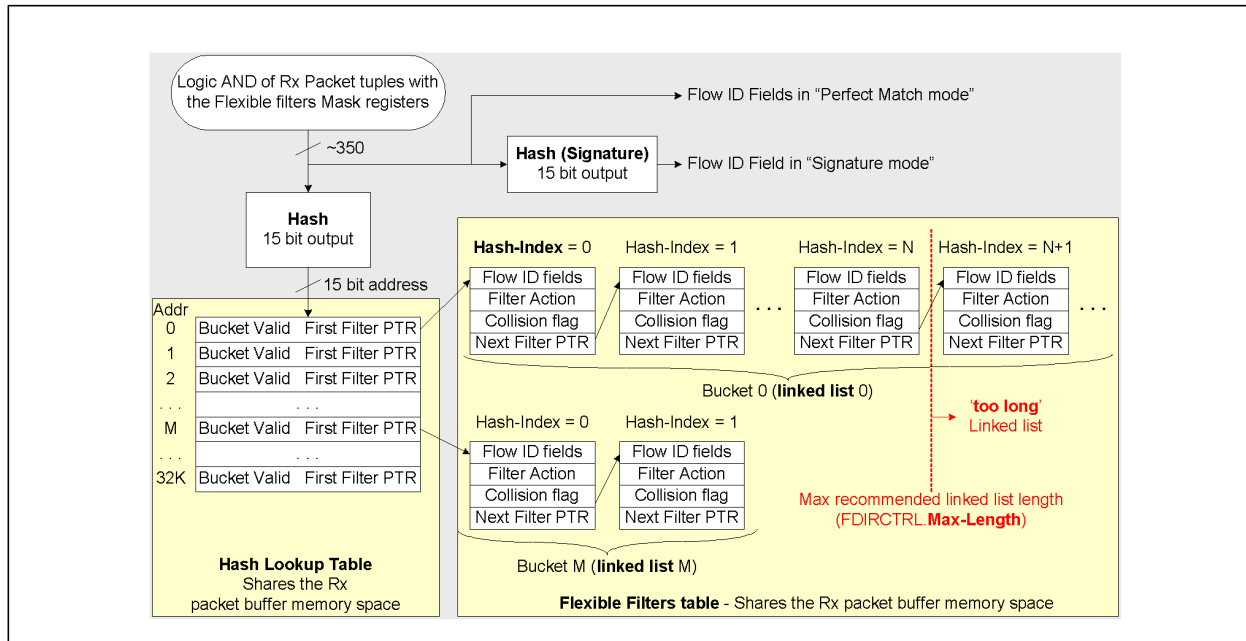 Logic AND of Rx Packet tuples with
the Flexible filters Mask registers
Flow ID Fields in “Perfect Match mode”
~350
Hash (Signature)
15 bit output
Flow ID Field in “Signature mode”
Hash
15 bit output
15 bit address
Addr
0 Bucket Valid First Filter PTR
1 Bucket Valid First Filter PTR
2 Bucket Valid First Filter PTR
. . . . . .
M Bucket Valid First Filter PTR
. . . . . .
32K Bucket Valid First Filter PTR
Hash Lookup Table
Shares the Rx
packet buffer memory space
Hash-Index = 0 Hash-Index = 1 Hash-Index = N Hash-Index = N+1
Flow ID fields Flow ID fields Flow ID fields Flow ID fields
Filter Action Filter Action Filter Action Filter Action
Collision flag Collision flag . . . Collision flag Collision flag . . .
Next Filter PTR Next Filter PTR Next Filter PTR Next Filter PTR
Bucket 0 (linked list 0)
Hash-Index = 0 Hash-Index = 1
Flow ID fields Flow ID fields
Filter Action Filter Action
Collision flag Collision flag
Next Filter PTR Next Filter PTR
Bucket M (linked list M)
‘too long’
Linked list
Max recommended linked list length
(FDIRCTRL.Max-Length)
Flexible Filters table - Shares the Rx packet buffer memory space